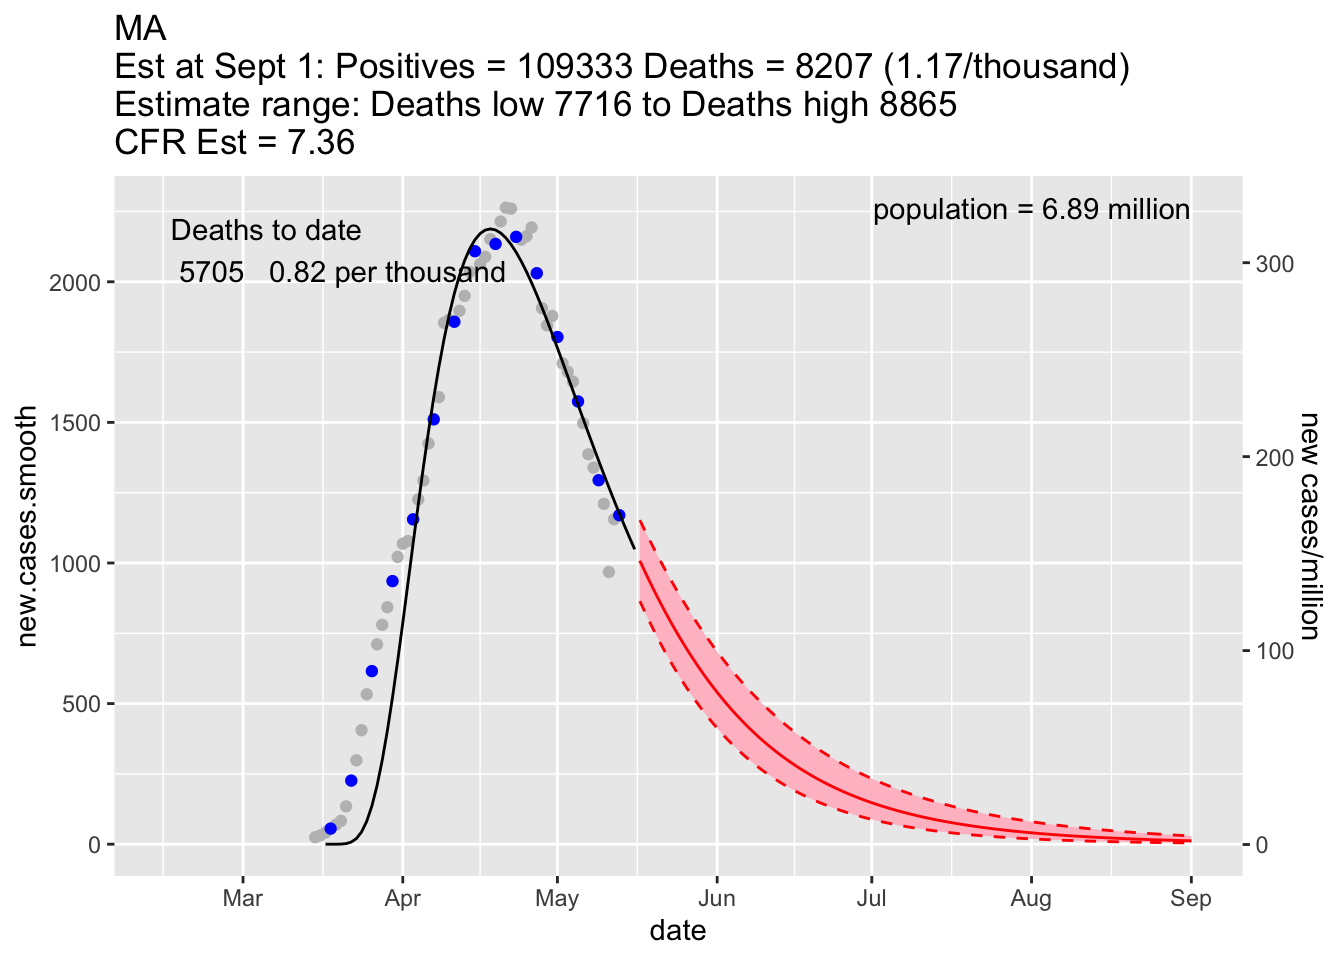 MA
Est at Sept 1: Positives = 109333 Deaths = 8207 (1.17/thousand)
Estimate range: Deaths low 7716 to Deaths high 8865
CFR Est = 7.36
population = 6.89 million
Deaths to date
5705 0.82 per thousand
new.cases.smooth
2000
1500
1000
500
0
300
200
100
0
new cases/million
Mar Apr May Jun Jul Aug Sep
date